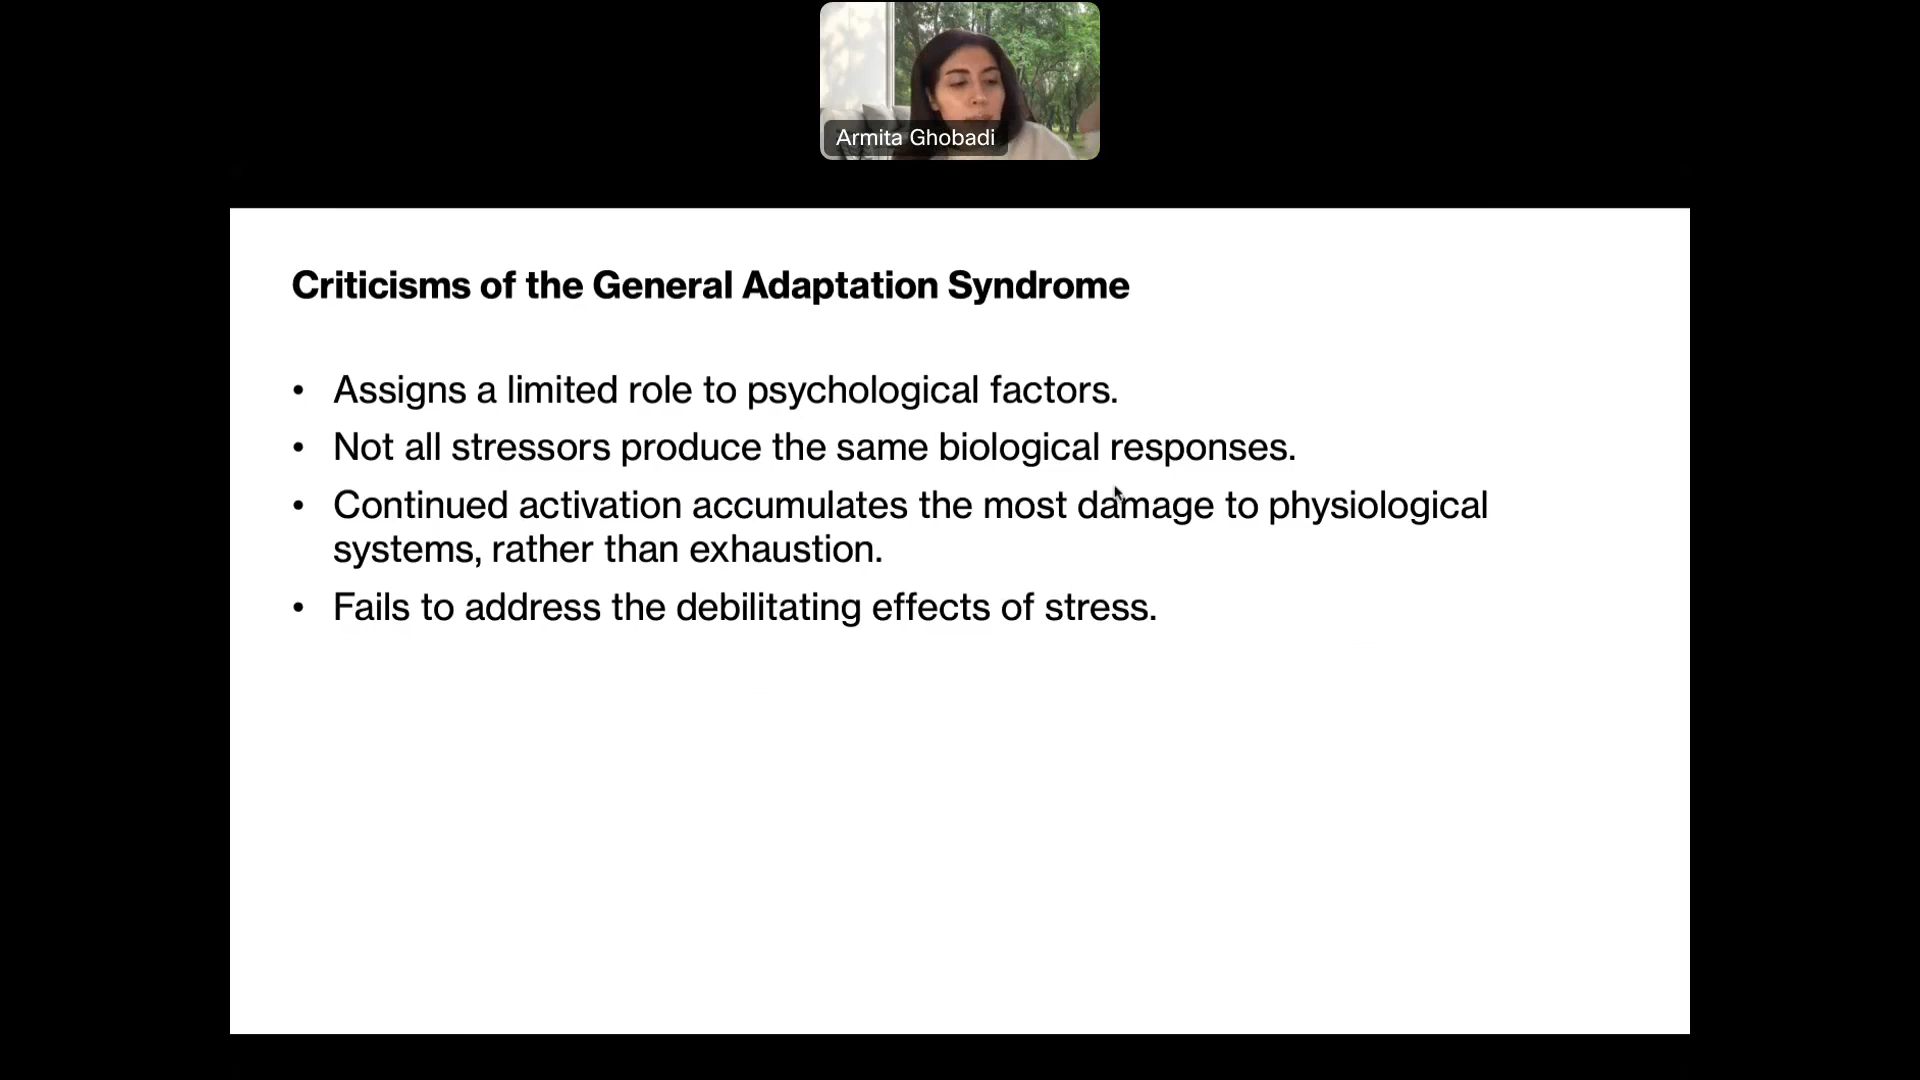 Armita Ghobadi
Criticisms of the General Adaptation Syndrome
• Assigns a limited role to psychological factors.
• Not all stressors produce the same biological responses.
• Continued activation accumulates the most damage to physiological
systems, rather than exhaustion.
• Fails to address the debilitating effects of stress.